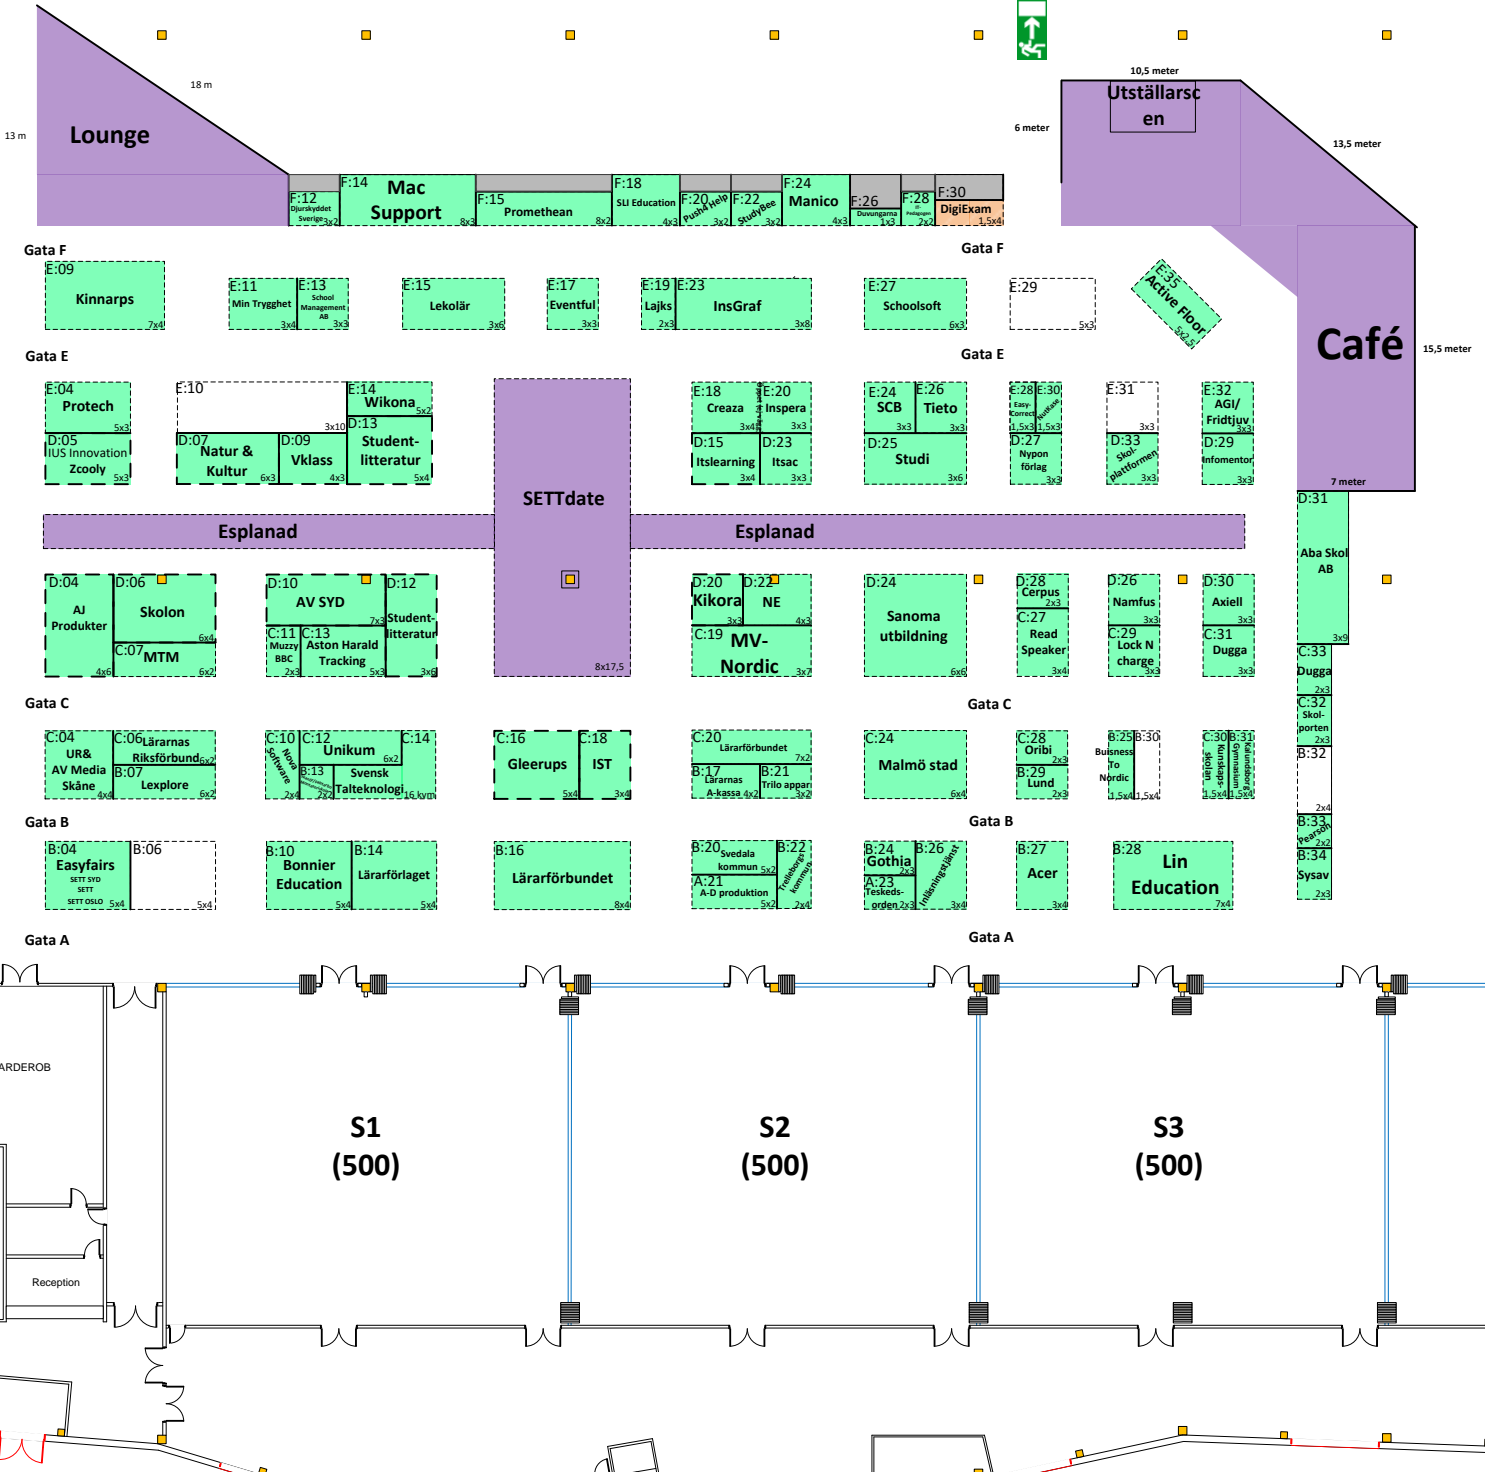 10,5 meter
Utställarsc
en
6 meter
13,5 meter
18 m
13 m
Lounge
F:12
Djurskyddet
Sverige
3x2
F:14
Mac
Support
8x3
F:15
Promethean
8x2
F:18
SLI Education
4x3
F:20
Push4 Help
3x2
F:22
StudyBee
3x2
F:24
Manico
4x3
F:26
Duvungarna
1x3
F:28
Pedagogen
2x2
F:30
DigiExam
1,5x4
Gata F
Gata F
E:09
Kinnarps
7x4
E:11
Min Trygghet
3x4
E:13
School
Management
AB
3x3
E:15
Lekolär
3x6
E:17
Eventful
3x3
E:19
Lajks
2x3
E:23
InsGraf
3x8
E:27
Schoolsoft
6x3
E:29
5x3
E:35
Active Floor
5x2,5
Café
15,5 meter
7 meter
Gata E
Gata E
E:04
Protech
5x3
E:10
3x10
E:14
Wikona
5x2
E:18
Creaza
3x4
E:20
Inspera
3x3
E:24
SCB
3x3
E:26
Tieto
3x3
E:28
Easy-
Correct
1,5x3
E:30
NutKase
1,5x3
E:31
3x3
E:32
AGI/
Fridtjuv
3x3
D:05
IUS Innovation
Zcooly
5x3
D:07
Natur &
Kultur
6x3
D:09
Vklass
4x3
D:13
Student-
litteratur
5x4
D:15
Itslearning
3x4
D:23
Itsac
3x3
D:25
Studi
3x6
D:27
Nypon
förlag
3x3
D:33
Skol-
plattformen
3x3
D:29
Infomentor
3x3
SETTdate
8x17,5
Esplanad
Esplanad
D:31
Aba Skol
AB
3x9
D:04
AJ
Produkter
4x6
D:06
Skolon
6x4
C:07
MTM
6x2
D:10
AV SYD
7x3
D:12
Student-
litteratur
3x6
C:11
Muzzy
BBC
2x3
C:13
Aston Harald
Tracking
5x3
D:20
Kikora
3x3
D:22
NE
4x3
C:19
MV-
Nordic
3x7
D:24
Sanoma
utbildning
6x6
D:28
Cerpus
2x3
C:27
Read
Speaker
3x4
D:26
Namfus
3x3
C:29
Lock N
charge
3x3
D:30
Axiell
3x3
C:31
Dugga
3x3
C:33
Dugga
2x3
C:32
Skol-
porten
2x3
Gata C
Gata C
C:04
UR&
AV Media
Skåne
4x4
C:06
Lärarnas
Riksförbund
6x2
B:07
Lexplore
6x2
C:10
Nova
Software
2x4
C:12
Unikum
6x2
C:14
16 kvm
B:13
2x2
Svensk
Talteknologi
C:16
Gleerups
5x4
C:18
IST
3x4
C:20
Lärarförbundet
7x2
B:17
Lärarnas
A-kassa
4x2
B:21
Trilo appar
3x2
C:24
Malmö stad
6x4
C:28
Oribi
2x3
B:29
Lund
2x3
B:25
Buisness
To
Nordic
1,5x4
B:30
1,5x4
C:30
Kunskaps-
skolan
1,5x4
B:31
Kalundborg
Gymnasium
1,5x4
B:32
2x4
B:33
Pearson
2x2
B:34
Sysav
2x3
Gata B
Gata B
B:04
Easyfairs
SETT SYD
SETT
SETT OSLO
5x4
B:06
5x4
B:10
Bonnier
Education
5x4
B:14
Lärarförlaget
5x4
B:16
Lärarförbundet
8x4
B:20
Svedala
kommun
5x2
A:21
A-D produktion
5x2
B:22
Trelleborgs
kommun
2x4
B:24
Gothia
2x3
A:23
Teskeds-
orden
2x3
B:26
Inläsningstjänst
3x4
B:27
Acer
3x4
B:28
Lin
Education
7x4
Gata A
Gata A
ARDEROB
Reception
S1
(500)
S2
(500)
S3
(500)